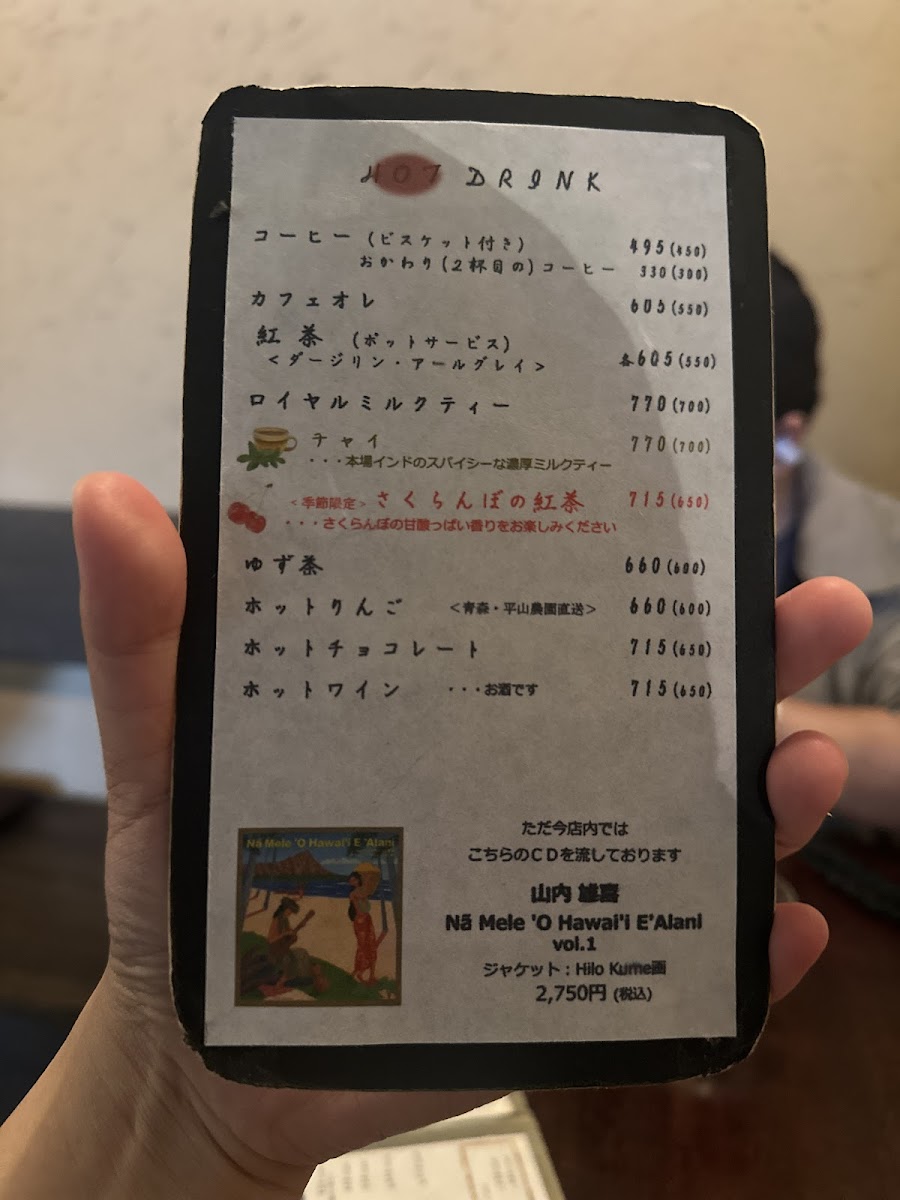 HOT DRINK
コーヒー (ビスケット付き) 495(450)
おかわり(2杯目の)コーヒー 330(300)
カフェオレ 605(550)
紅茶 (ポットサービス)
<ダージリン・アールグレイ> 各605(550)
ロイヤルミルクティー 770(700)
チャイ 770(700)
・・・本場インドのスパイシーな濃厚ミルクティー
<季節限定>さくらんぼの紅茶 715(650)
・・・さくらんぼの甘酸っぱい香りをお楽しみください
ゆず茶 660(600)
ホットりんご <青森・平山農園直送> 660(600)
ホットチョコレート 715(650)
ホットワイン ・・・お酒です 715(650)
Nā Mele 'O Hawai'i E 'Alani
ただ今店内では
こちらのCDを流しております
山内 雄喜
Nā Mele 'O Hawai'i E'Alani
vol.1
ジャケット：Hilo Kume画
2,750円 (税込)